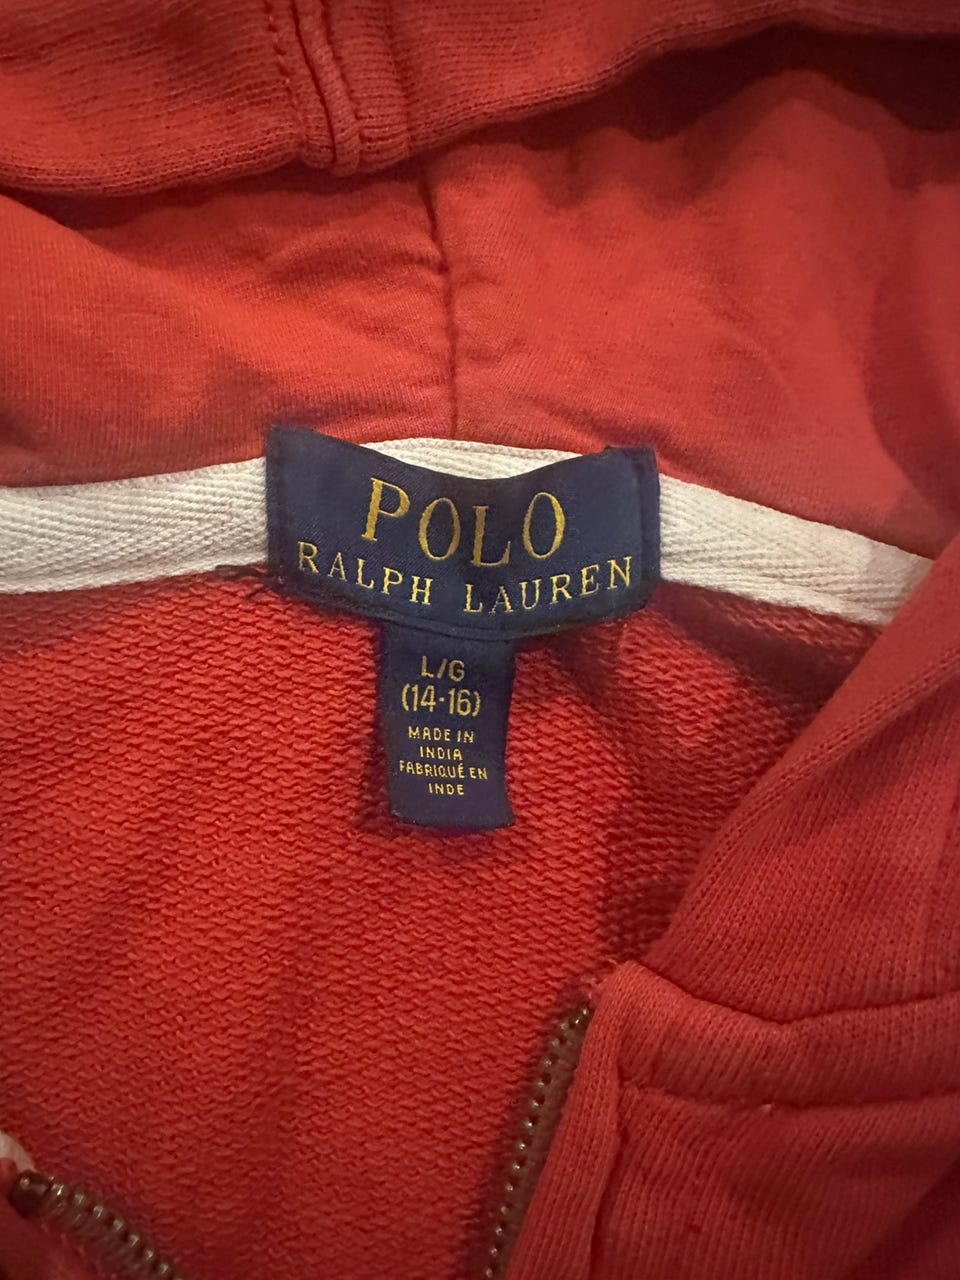 POLO
RALPH LAUREN
L/G
(14-16)
MADE IN
INDIA
FABRIQUÉ EN
INDE